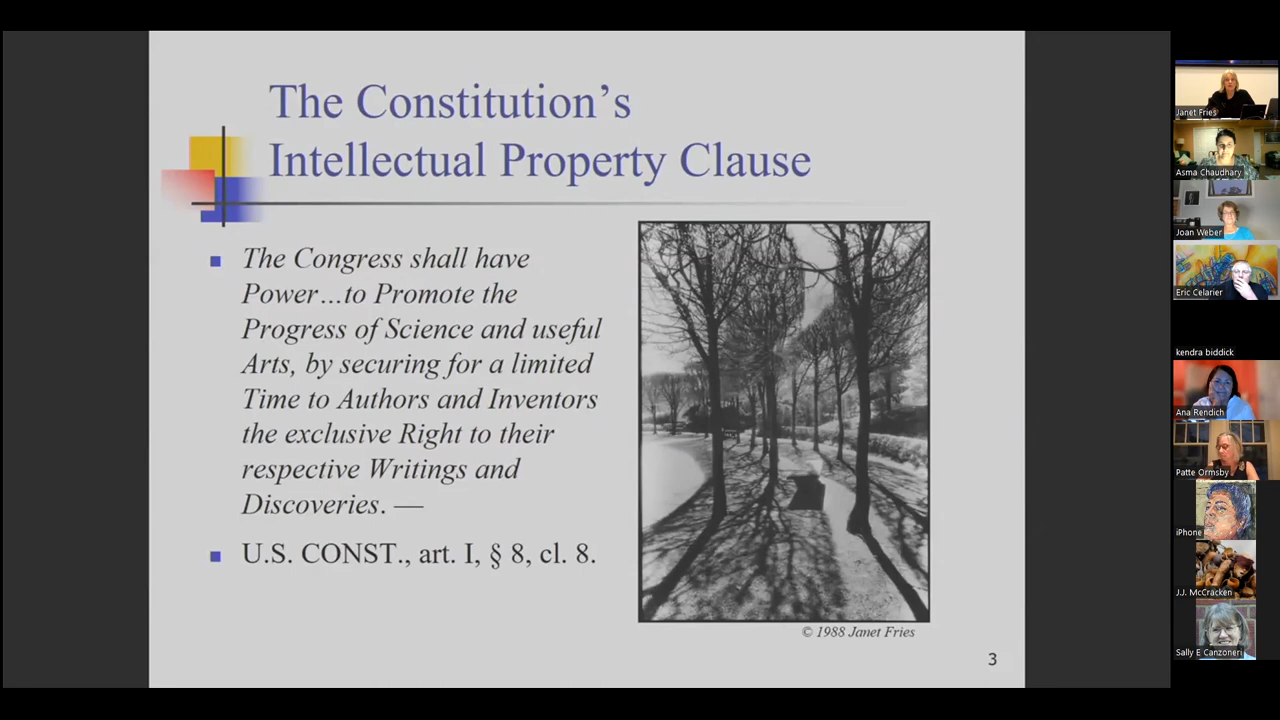 The Constitution's
Intellectual Property Clause
The Congress shall have
Power...to Promote the
Progress of Science and useful
Arts, by securing for a limited
Time to Authors and Inventors
the exclusive Right to their
respective Writings and
Discoveries. —
U.S. CONST., art. I, § 8, cl. 8.
© 1988 Janet Fries
3
Janet Fries
Asma Chaudhary
Joan Weber
Eric Celarier
kendra biddick
Ana Rendich
Patte Ormsby
iPhone
J.J. McCracken
Sally E Canzoneri